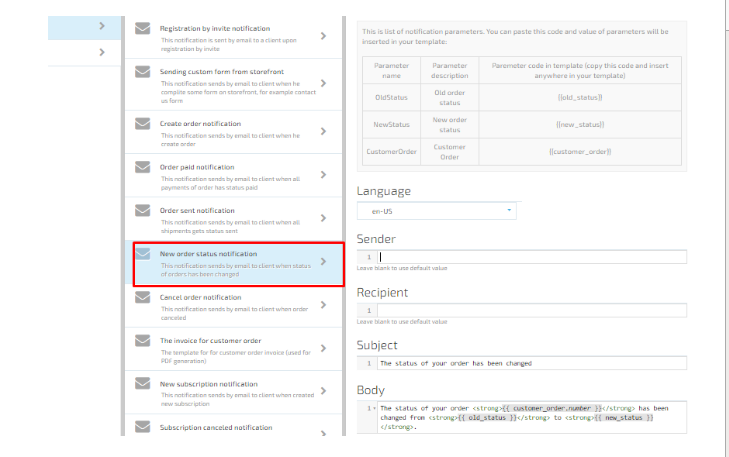 Registration by invite notification
This notification is sent by email to a client upon
registration by invite
Sending custom form from storefront
This notification sends by email to client when he
complite some form on storefront, for example contact
us form
Create order notification
This notification sends by email to client when he
create order
Order paid notification
This notification sends by email to client when all
payments of order has status paid
Order sent notification
This notification sends by email to client when all
shipments gets status sent
New order status notification
This notification sends by email to client when status
of orders has been changed
Cancel order notification
This notification sends by email to client when order
canceled
The invoice for customer order
The template for for customer order invoice (used for
PDF generation)
New subscription notification
This notification sends by email to client when created
new subscription
Subscription canceled notification
This is list of notification parameters. You can paste this code and value of parameters will be
inserted in your template:
Parameter name
Parameter description
Paremeter code in template (copy this code and insert anywhere in your template)
OldStatus
Old order status
{{old_status}}
NewStatus
New order status
{{new_status}}
CustomerOrder
Customer Order
{{customer_order}}
Language
en-US
Sender
1
Leave blank to use default value
Recipient
1
Leave blank to use default value
Subject
1 The status of your order has been changed
Body
1 The status of your order <strong>{{ customer_order.number }}</strong> has been
changed from <strong>{{ old_status }}</strong> to <strong>{{ new_status }}
</strong>.